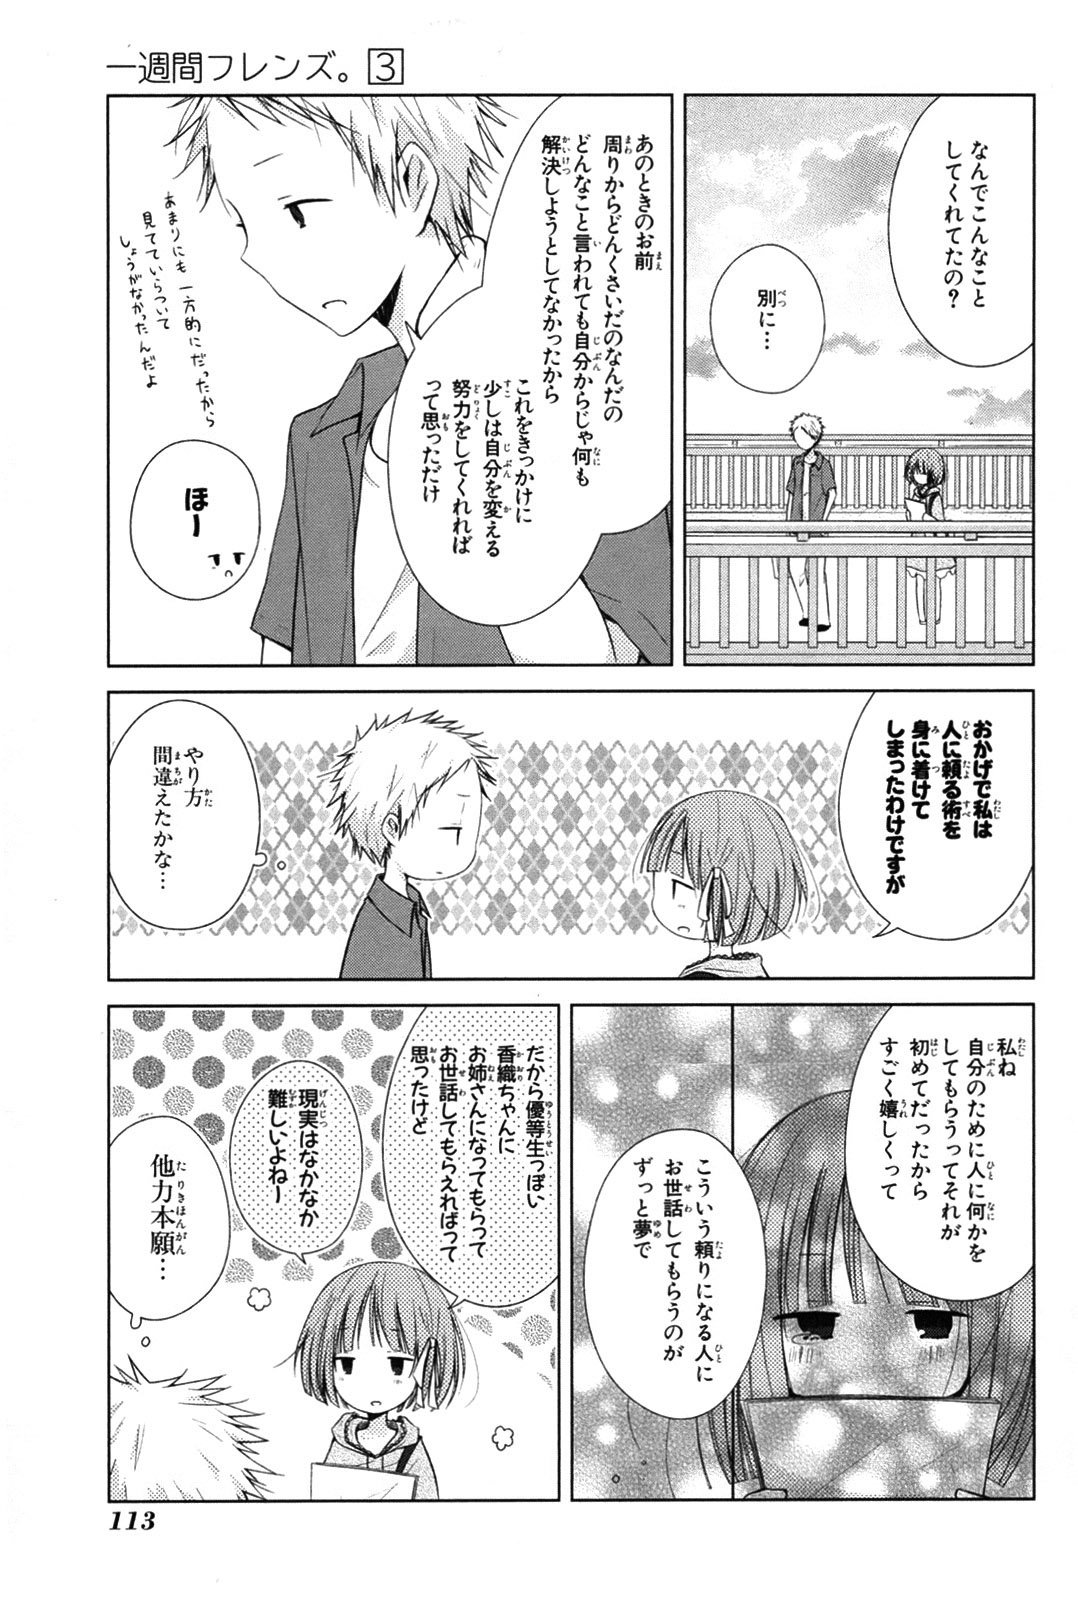 一週間フレンズ。3
なんでこんなこと
してくれてたの？
別に…
あのときのお前
周りからどんくさいだのなんだの
どんなこと言われても自分からじゃ何も
解決しようとしてなかったから
これをきっかけに
少しは自分を変える
努力をしてくれれば
って思っただけ
あまりにも一方的にだったから
見てていらついて
しょうがなかったんだよ
ほー
おかげで私は
人に頼る術を
身に着けて
しまったわけですが
やり方
間違えたかな…
私ね
自分のために人に何かを
してもらうってそれが
初めてだったから
すごく嬉しくって
こういう頼りになる人に
お世話してもらうのが
ずっと夢で
だから優等生っぽい
香織ちゃんに
お姉さんになってもらって
お世話してもらえればって
思ったけど
現実はなかなか
難しいよねー
他力本願…
113